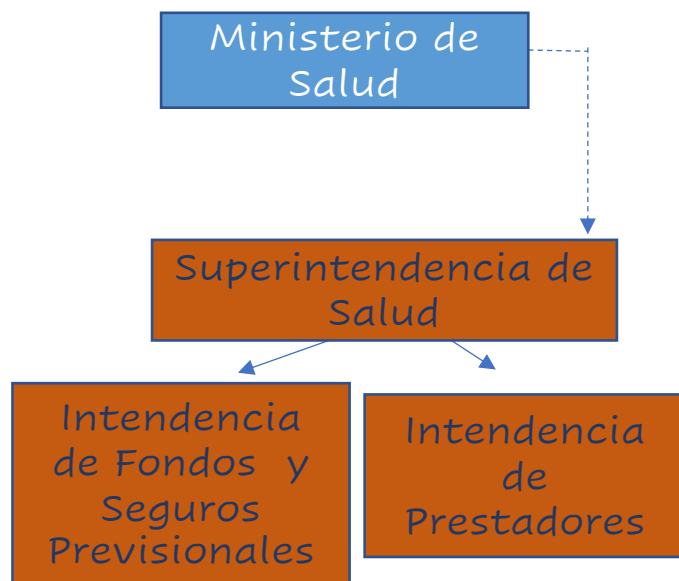 Ministerio de
Salud
Superintendencia de
Salud
Intendencia
de Fondos y
Seguros
Previsionales
Intendencia
de
Prestadores